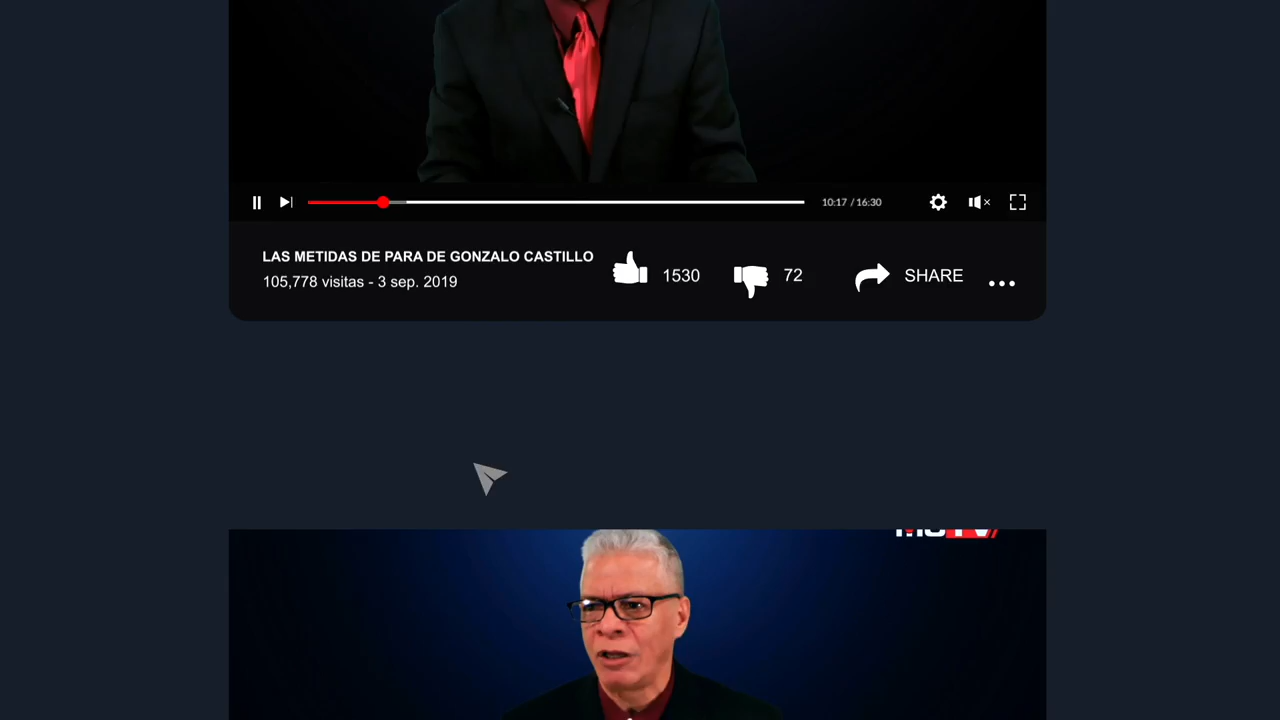 10:17 / 16:30
LAS METIDAS DE PARA DE GONZALO CASTILLO
105,778 visitas - 3 sep. 2019
1530
72
SHARE